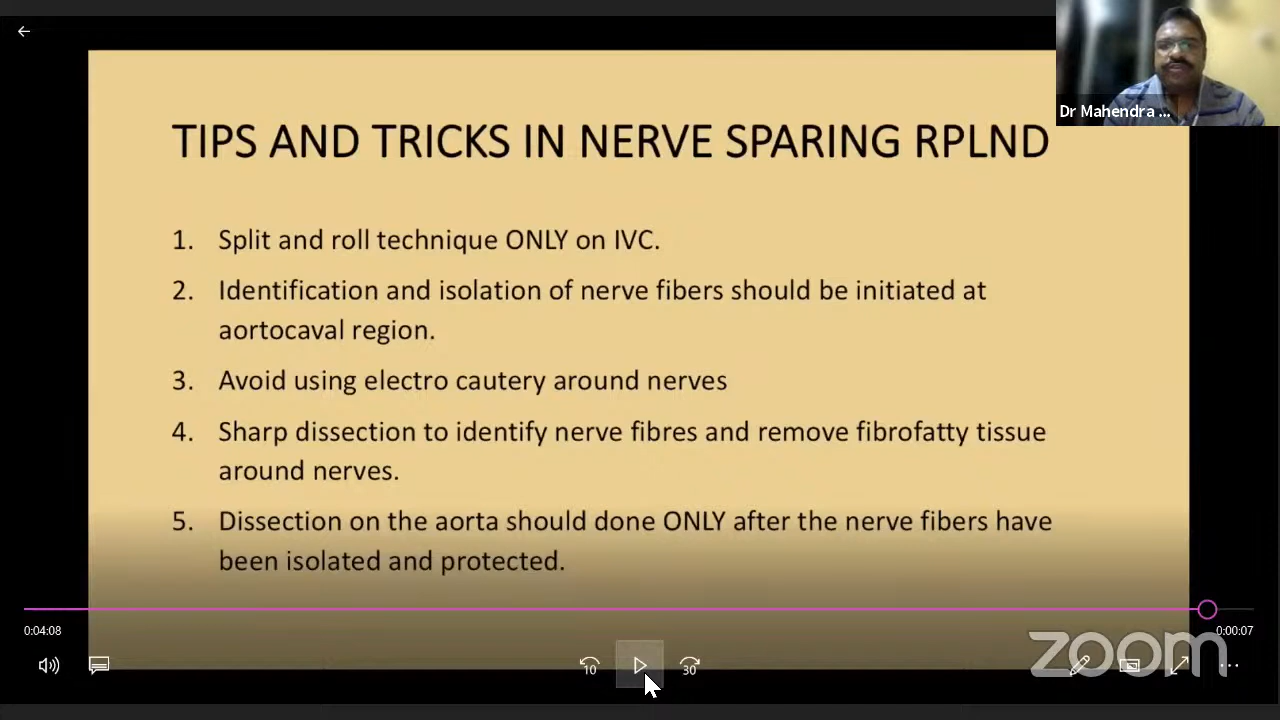 Dr Mahendra ...
TIPS AND TRICKS IN NERVE SPARING RPLND
1. Split and roll technique ONLY on IVC.
2. Identification and isolation of nerve fibers should be initiated at
aortocaval region.
3. Avoid using electro cautery around nerves
4. Sharp dissection to identify nerve fibres and remove fibrofatty tissue
around nerves.
5. Dissection on the aorta should done ONLY after the nerve fibers have
been isolated and protected.
0:04:08
0:00:07
10
30
zoom